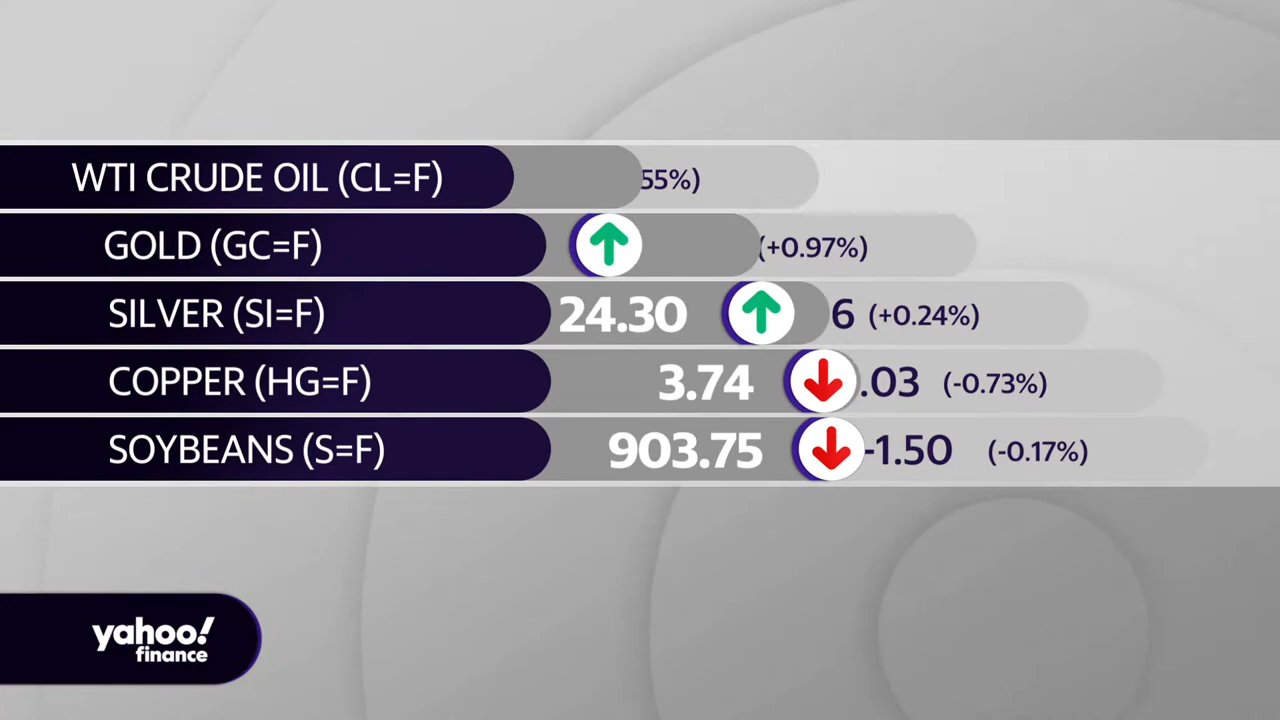 WTI CRUDE OIL (CL=F) 55%)
GOLD (GC=F) (+0.97%)
SILVER (SI=F) 24.30 6 (+0.24%)
COPPER (HG=F) 3.74 .03 (-0.73%)
SOYBEANS (S=F) 903.75 -1.50 (-0.17%)
yahoo!
finance